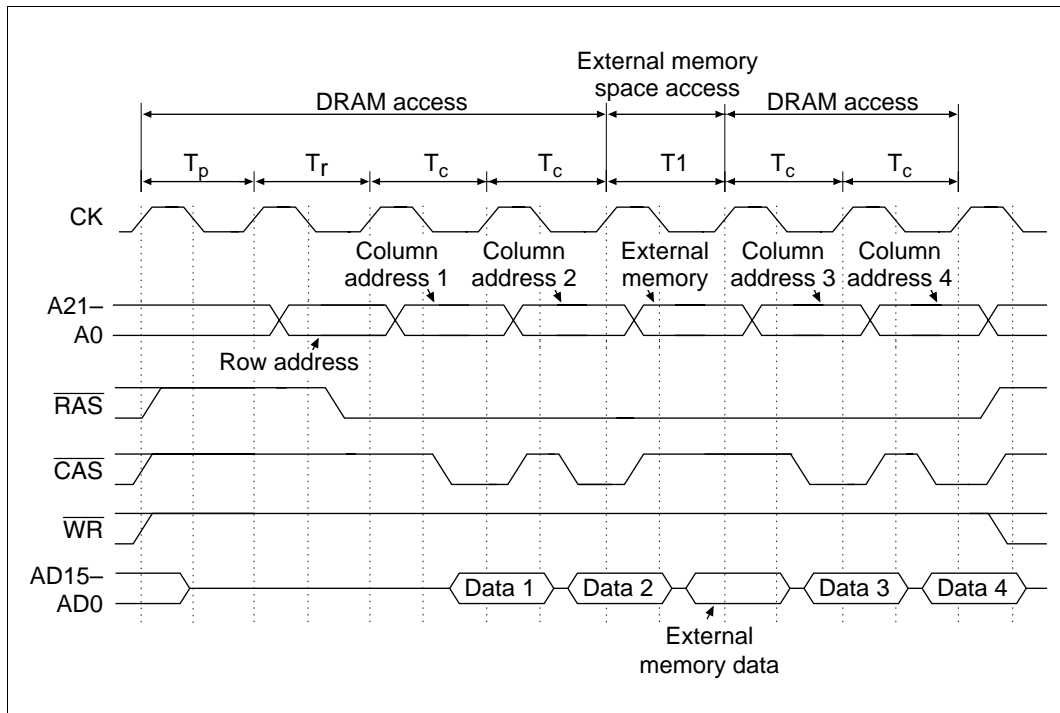 External memory
space access
DRAM access
DRAM access
Tp
Tr
Tc
Tc
T1
Tc
Tc
CK
Column
address 1
Column
address 2
External
memory
Column
address 3
Column
address 4
A21–
A0
Row address
RAS
CAS
WR
AD15–
AD0
Data 1
Data 2
Data 3
Data 4
External
memory data